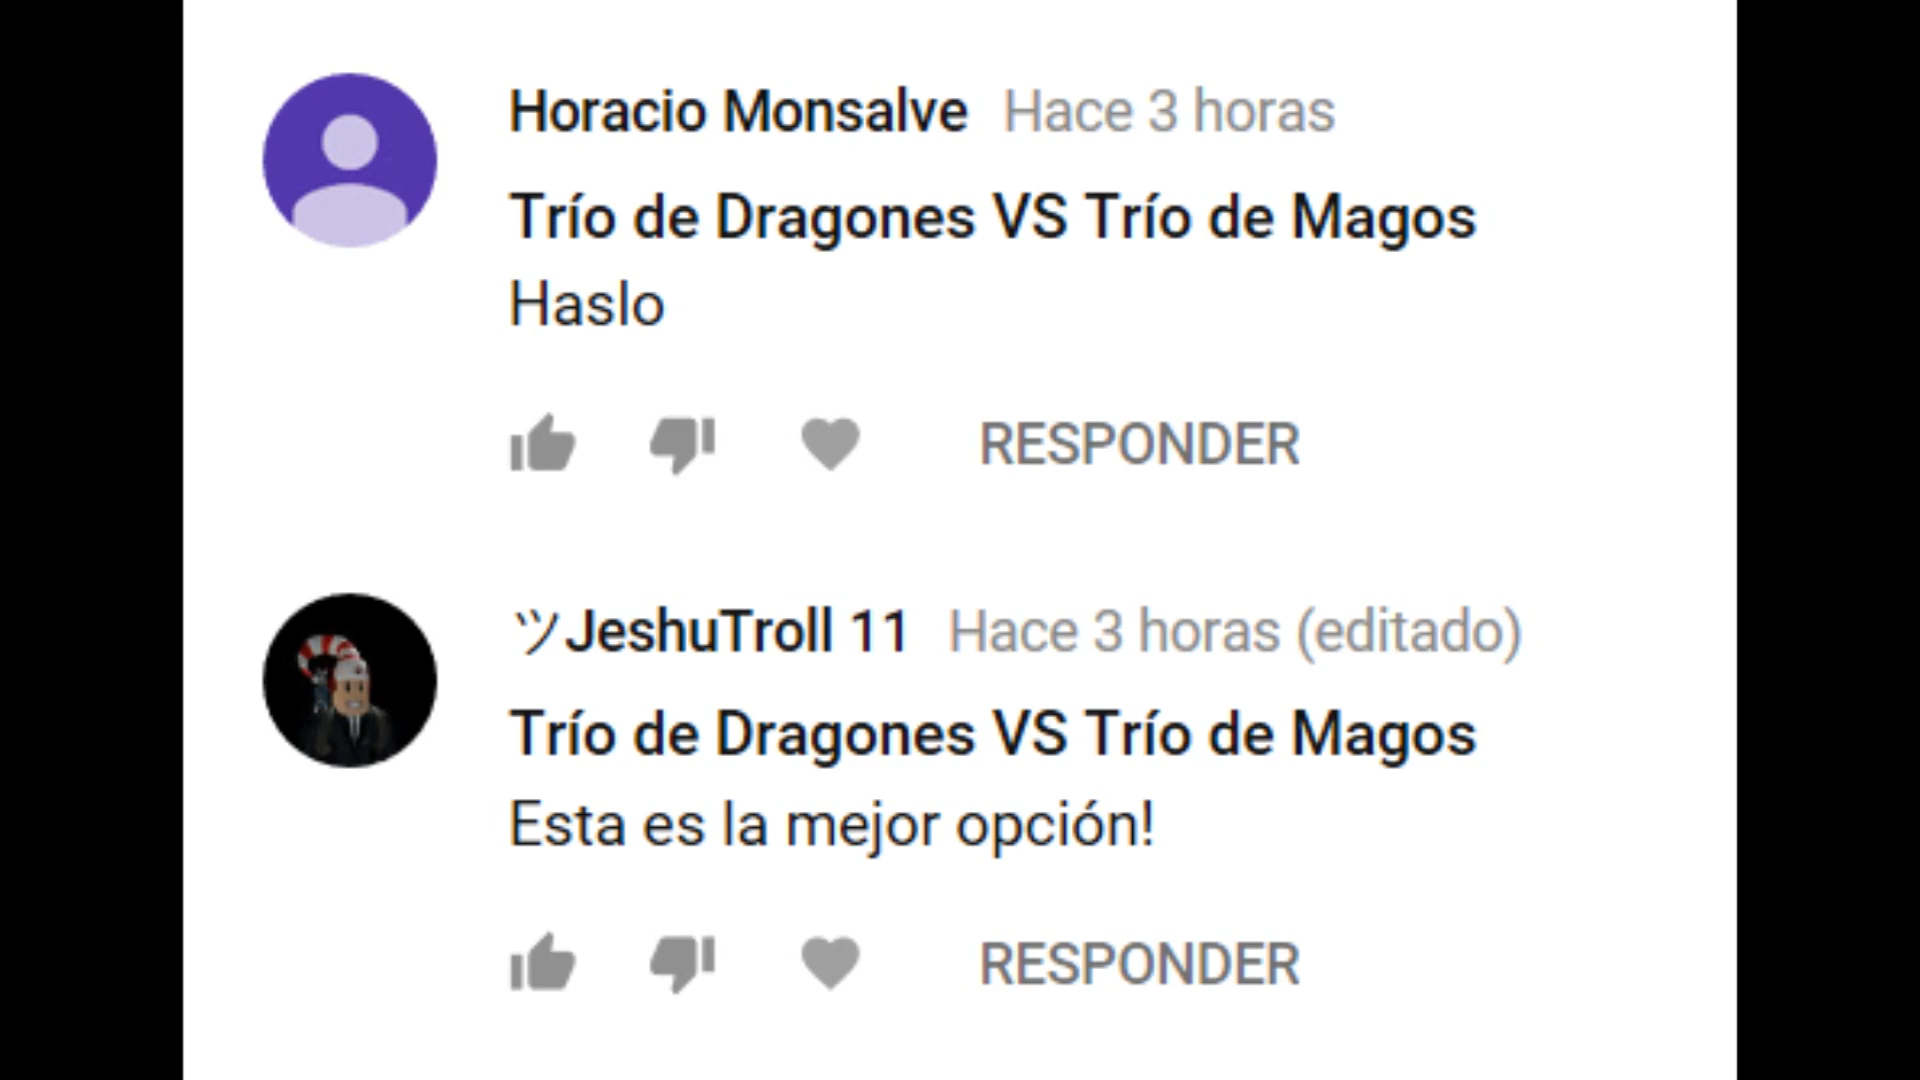 Horacio Monsalve Hace 3 horas
Trío de Dragones VS Trío de Magos
Haslo
RESPONDER
ツJeshuTroll 11 Hace 3 horas (editado)
Trío de Dragones VS Trío de Magos
Esta es la mejor opción!
RESPONDER